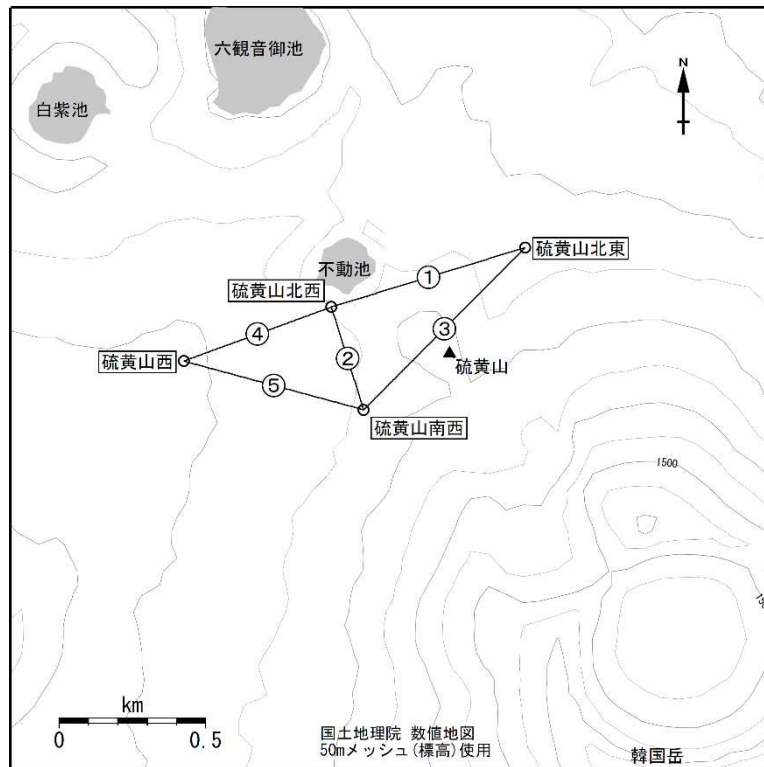 六観音御池
白紫池
N
不動池
①
硫黄山北東
硫黄山北西
③
④
硫黄山西
②
硫黄山
⑤
硫黄山南西
1500
km
0 0.5
国土地理院 数値地図
50mメッシュ(標高)使用
韓国岳